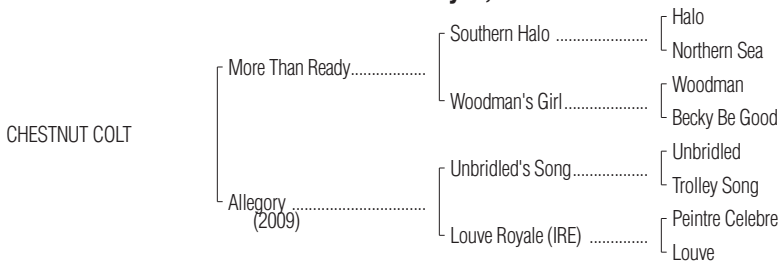 Halo
Southern Halo ......................
Northern Sea
More Than Ready..................
Woodman
Woodman's Girl....................
Becky Be Good
CHESTNUT COLT
Unbridled
Unbridled's Song..................
Trolley Song
Allegory ................................
(2009)
Peintre Celebre
Louve Royale (IRE) ..............
Louve